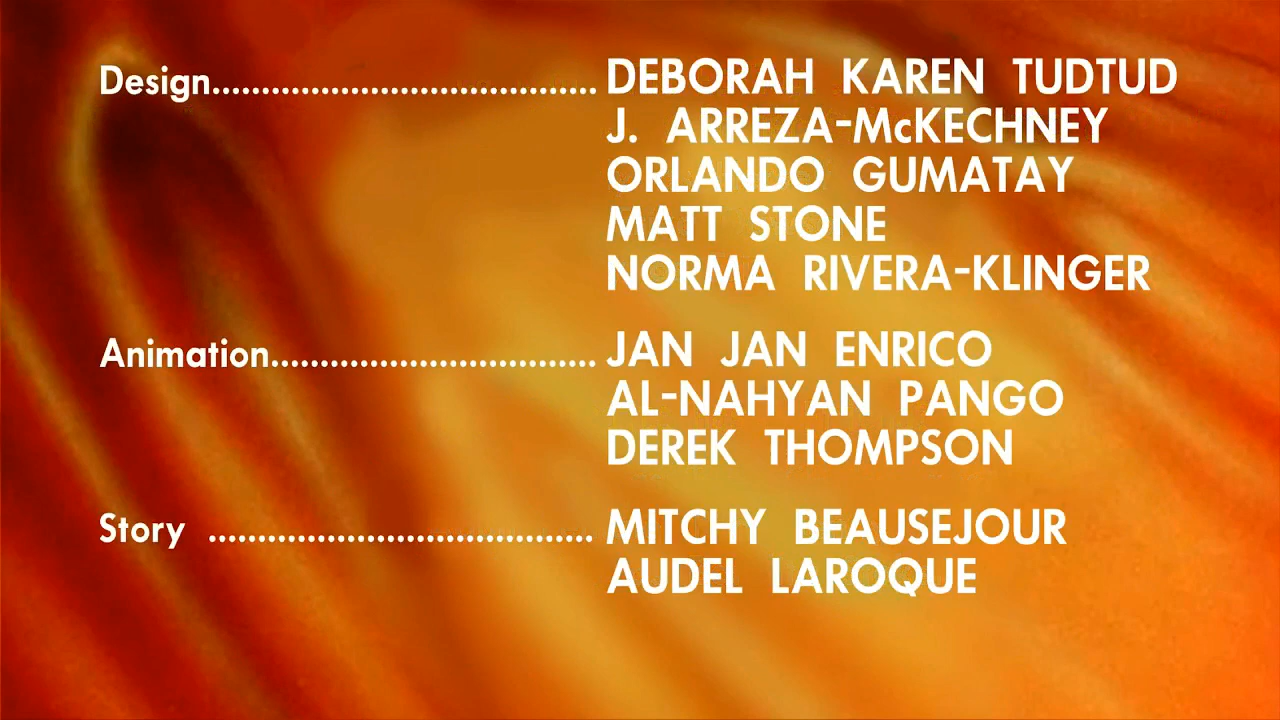 Design....................................... DEBORAH KAREN TUDTUD
J. ARREZA-McKECHNEY
ORLANDO GUMATAY
MATT STONE
NORMA RIVERA-KLINGER
Animation................................. JAN JAN ENRICO
AL-NAHYAN PANGO
DEREK THOMPSON
Story ....................................... MITCHY BEAUSEJOUR
AUDEL LAROQUE